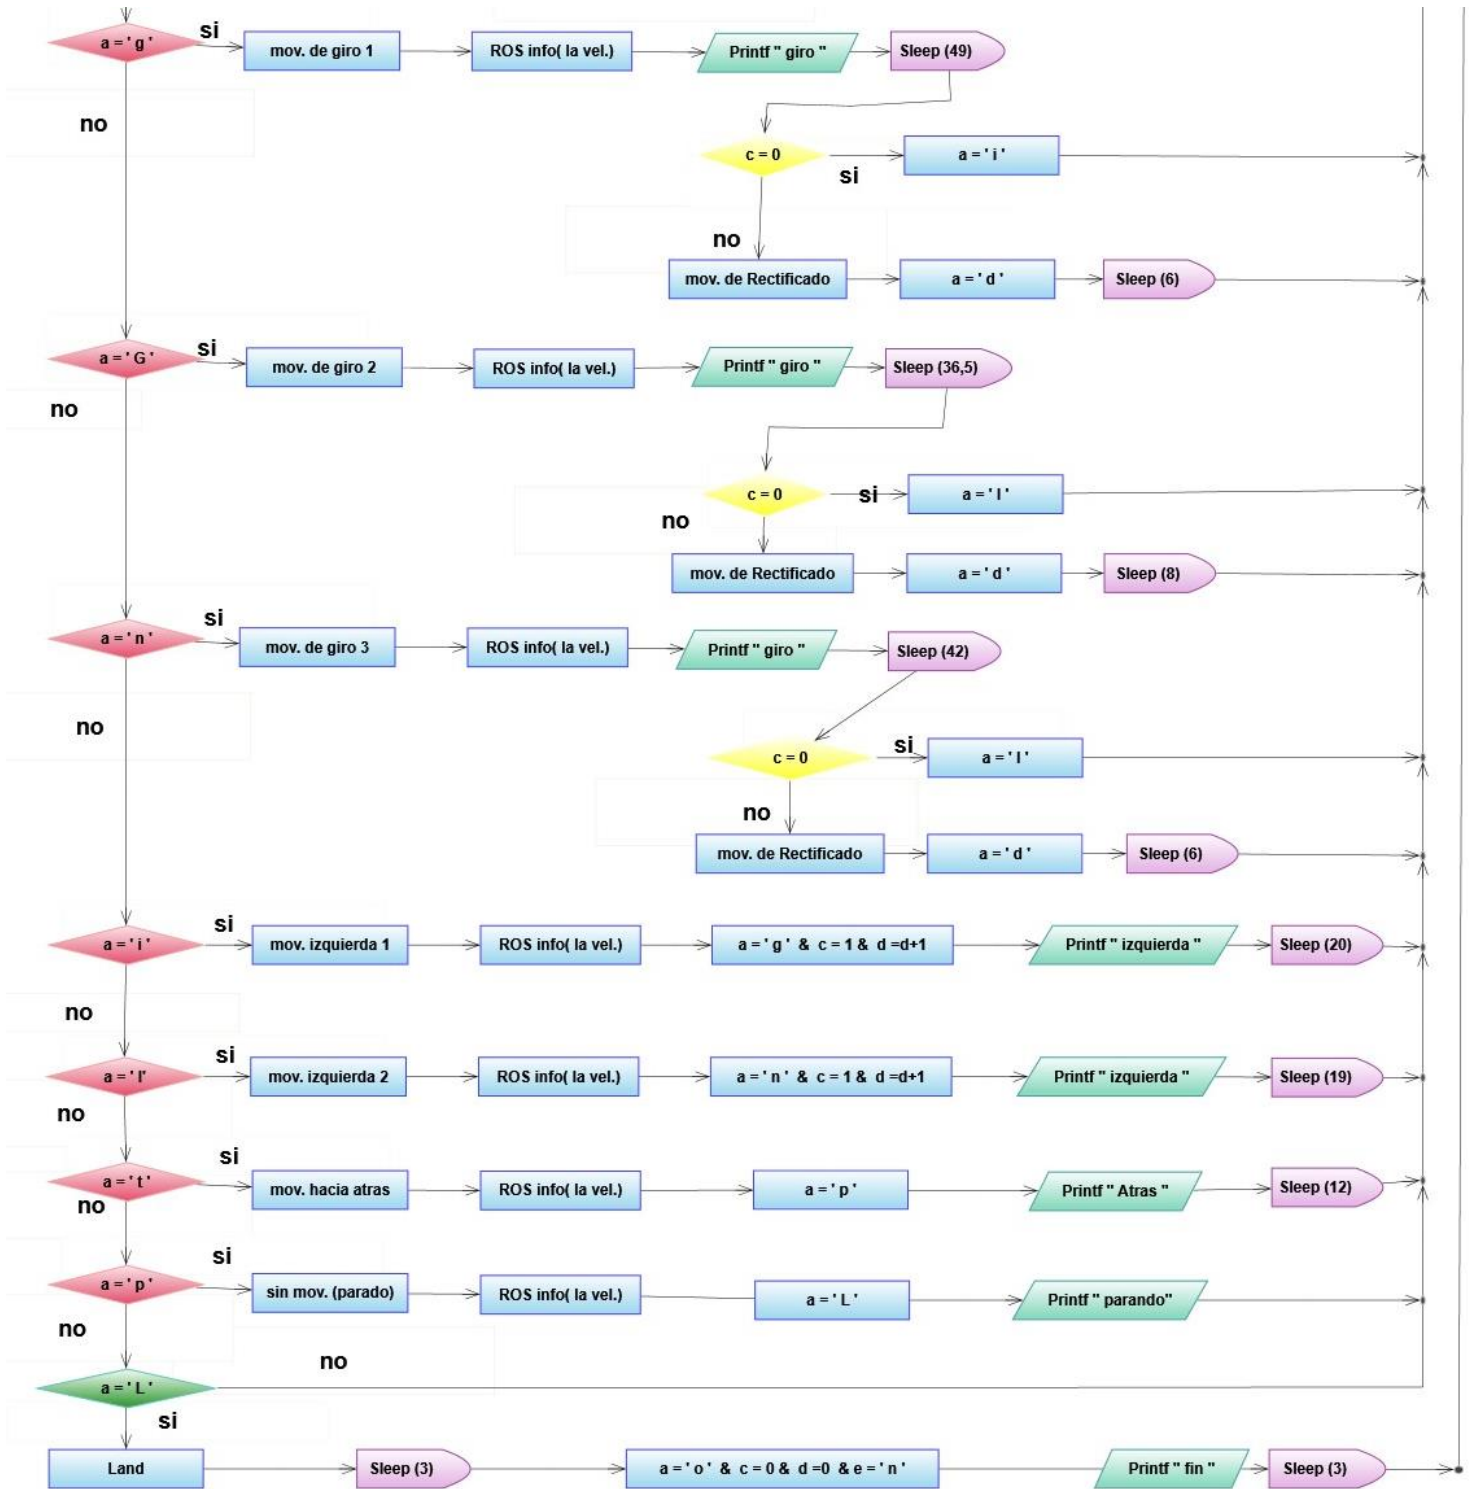 a = ' g '
si
mov. de giro 1
ROS info( la vel.)
Printf " giro "
Sleep (49)
no
c = 0
si
a = ' i '
no
mov. de Rectificado
a = ' d '
Sleep (6)
a = ' G '
si
mov. de giro 2
ROS info( la vel.)
Printf " giro "
Sleep (36,5)
no
c = 0
si
a = ' l '
no
mov. de Rectificado
a = ' d '
Sleep (8)
a = ' n '
si
mov. de giro 3
ROS info( la vel.)
Printf " giro "
Sleep (42)
no
c = 0
si
a = ' l '
no
mov. de Rectificado
a = ' d '
Sleep (6)
a = ' i '
si
mov. izquierda 1
ROS info( la vel.)
a = ' g ' & c = 1 & d =d+1
Printf " izquierda "
Sleep (20)
no
a = ' l'
si
mov. izquierda 2
ROS info( la vel.)
a = ' n ' & c = 1 & d =d+1
Printf " izquierda "
Sleep (19)
no
a = ' t '
si
mov. hacia atras
ROS info( la vel.)
a = ' p '
Printf " Atras "
Sleep (12)
no
a = ' p '
si
sin mov. (parado)
ROS info( la vel.)
a = ' L '
Printf " parando"
no
no
a = ' L '
si
Land
Sleep (3)
a = ' o ' & c = 0 & d =0 & e = ' n '
Printf " fin "
Sleep (3)